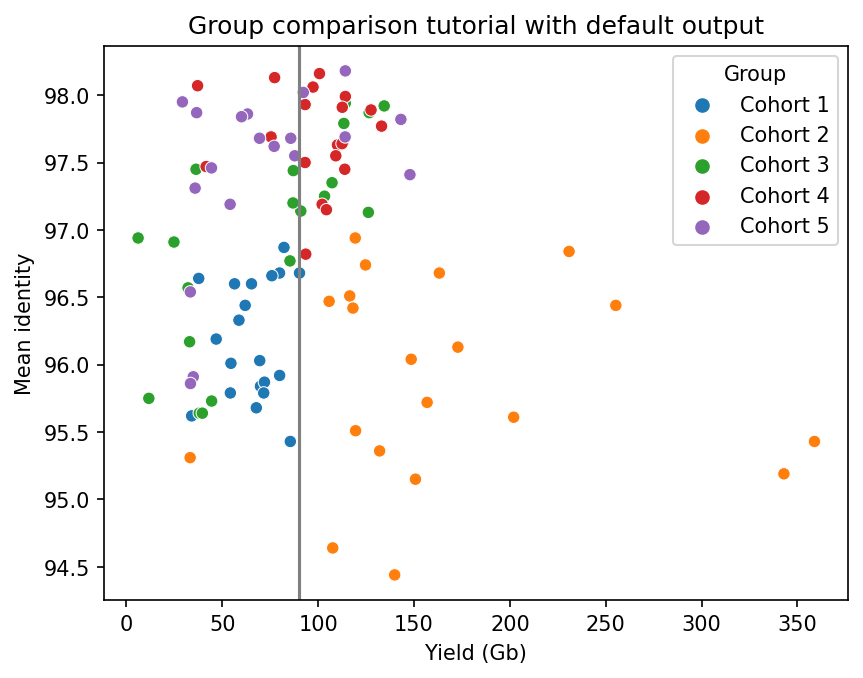 Group comparison tutorial with default output
Group
Cohort 1
Cohort 2
Cohort 3
Cohort 4
Cohort 5
Mean identity
98.0
97.5
97.0
96.5
96.0
95.5
95.0
94.5
0 50 100 150 200 250 300 350
Yield (Gb)